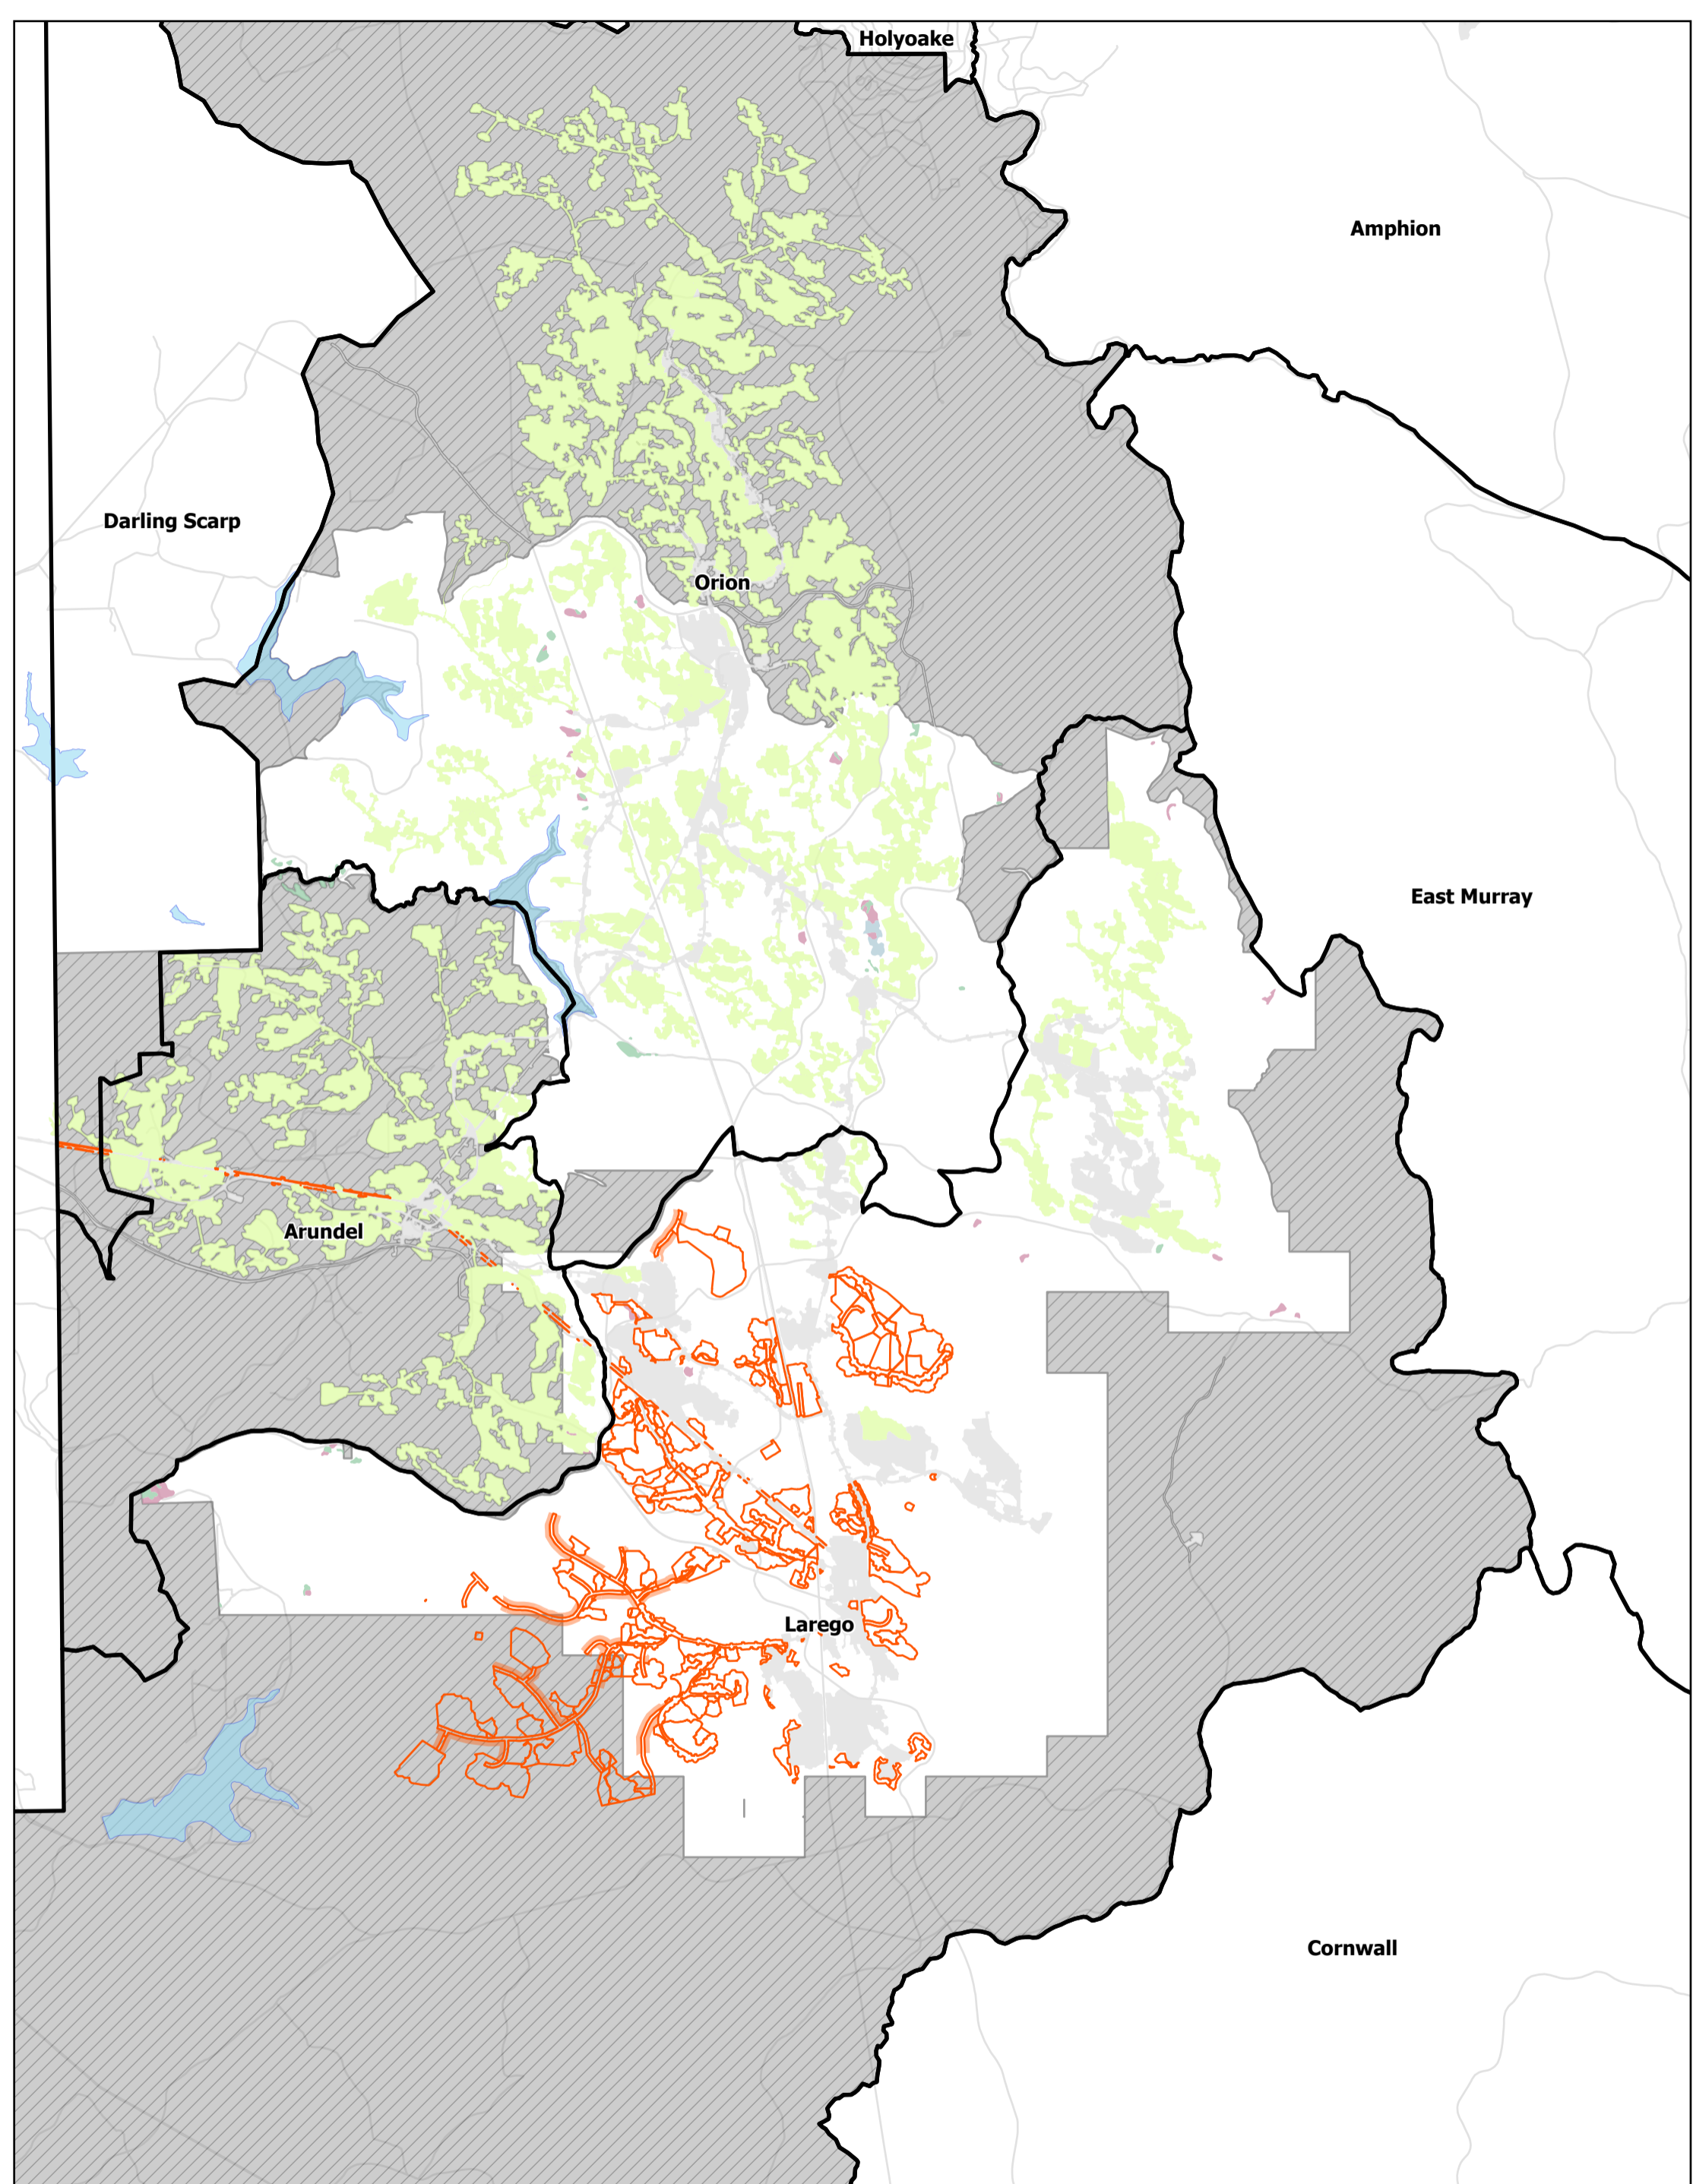 Holyoake
Amphion
Darling Scarp
Orion
East Murray
Arundel
Larego
Cornwall